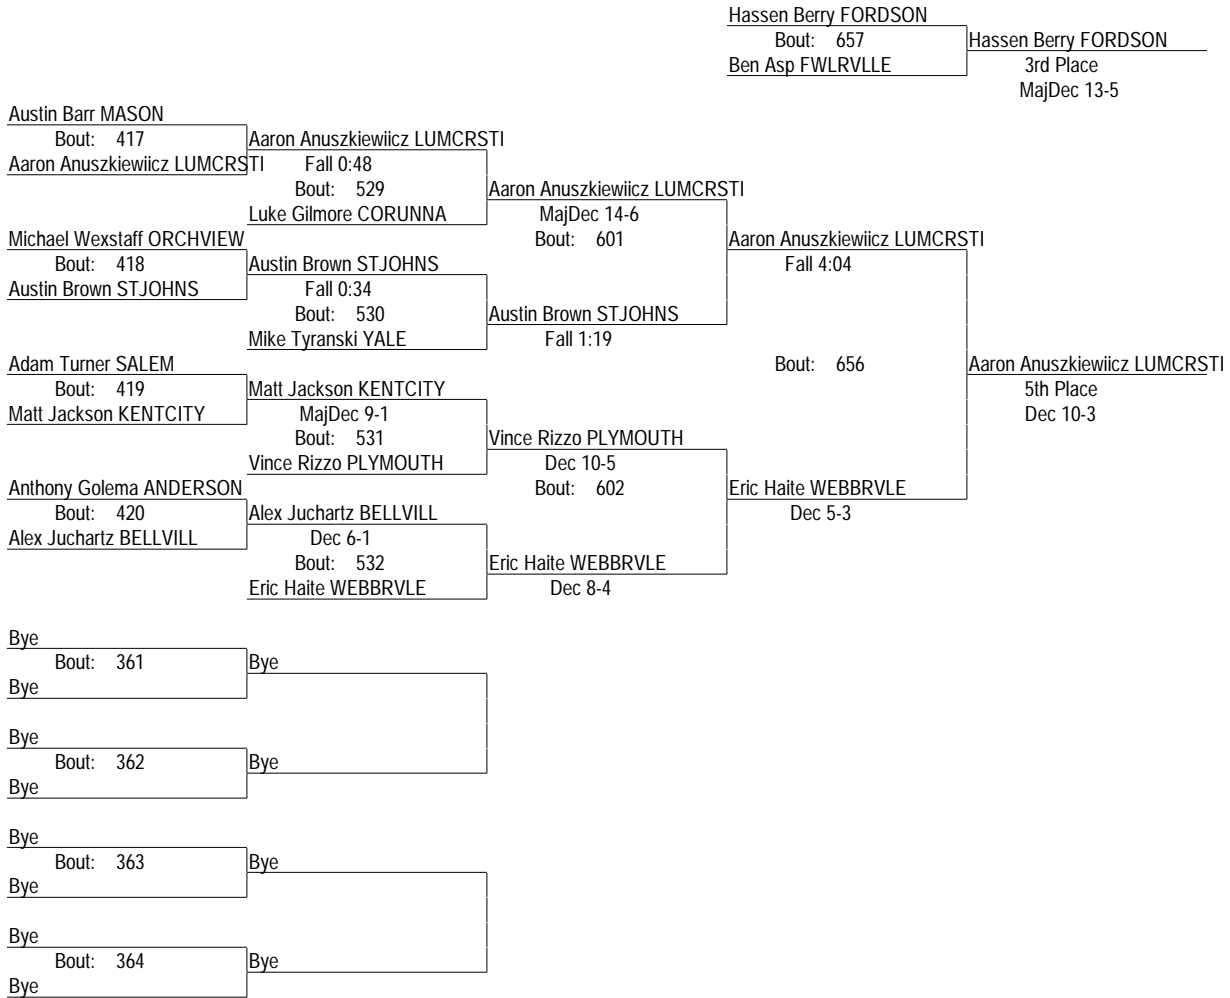 Hassen Berry FORDSON
Bout: 657
Hassen Berry FORDSON
Ben Asp FWLRVLLE
3rd Place
MajDec 13-5
Austin Barr MASON
Bout: 417
Aaron Anuszkiewiicz LUMCRSTI
Aaron Anuszkiewiicz LUMCRSTI
Fall 0:48
Bout: 529
Aaron Anuszkiewiicz LUMCRSTI
Luke Gilmore CORUNNA
MajDec 14-6
Michael Wexstaff ORCHVIEW
Bout: 601
Aaron Anuszkiewiicz LUMCRSTI
Bout: 418
Austin Brown STJOHNS
Fall 4:04
Austin Brown STJOHNS
Fall 0:34
Bout: 530
Austin Brown STJOHNS
Mike Tyranski YALE
Fall 1:19
Adam Turner SALEM
Bout: 656
Aaron Anuszkiewiicz LUMCRSTI
Bout: 419
Matt Jackson KENTCITY
5th Place
Matt Jackson KENTCITY
MajDec 9-1
Dec 10-3
Bout: 531
Vince Rizzo PLYMOUTH
Vince Rizzo PLYMOUTH
Dec 10-5
Anthony Golema ANDERSON
Bout: 602
Eric Haite WEBBRVLE
Bout: 420
Alex Juchartz BELLVILL
Dec 5-3
Alex Juchartz BELLVILL
Dec 6-1
Bout: 532
Eric Haite WEBBRVLE
Eric Haite WEBBRVLE
Dec 8-4
Bye
Bout: 361
Bye
Bye
Bye
Bout: 362
Bye
Bye
Bye
Bout: 363
Bye
Bye
Bye
Bout: 364
Bye
Bye